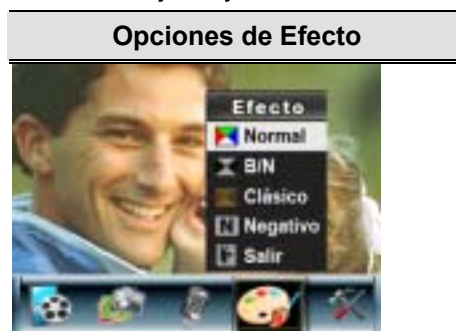 Opciones de Efecto
Efecto
Normal
B/N
Clásico
Negativo
Salir